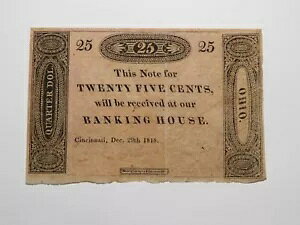 25 25 25
QUARTER DOL.
This Note for
TWENTY FIVE CENTS,
will be received at our
BANKING HOUSE.
Cincinnati, Dec. 29th 1818.
OHIO.